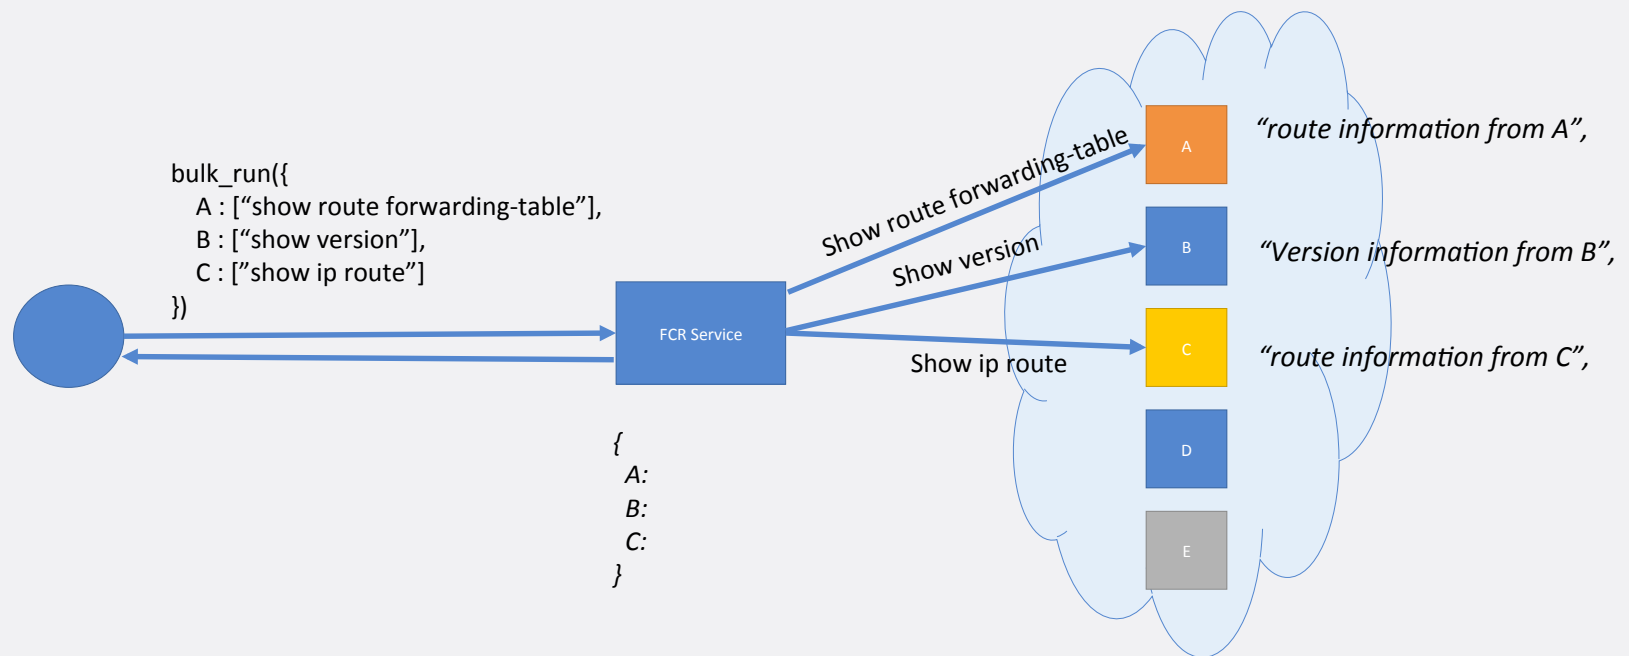 bulk_run({
A : [“show route forwarding-table”],
B : [“show version”],
C : [”show ip route”]
})
FCR Service
Show route forwarding-table
Show version
Show ip route
A
“route information from A”,
B
“Version information from B”,
C
“route information from C”,
D
E
{
A:
B:
C:
}